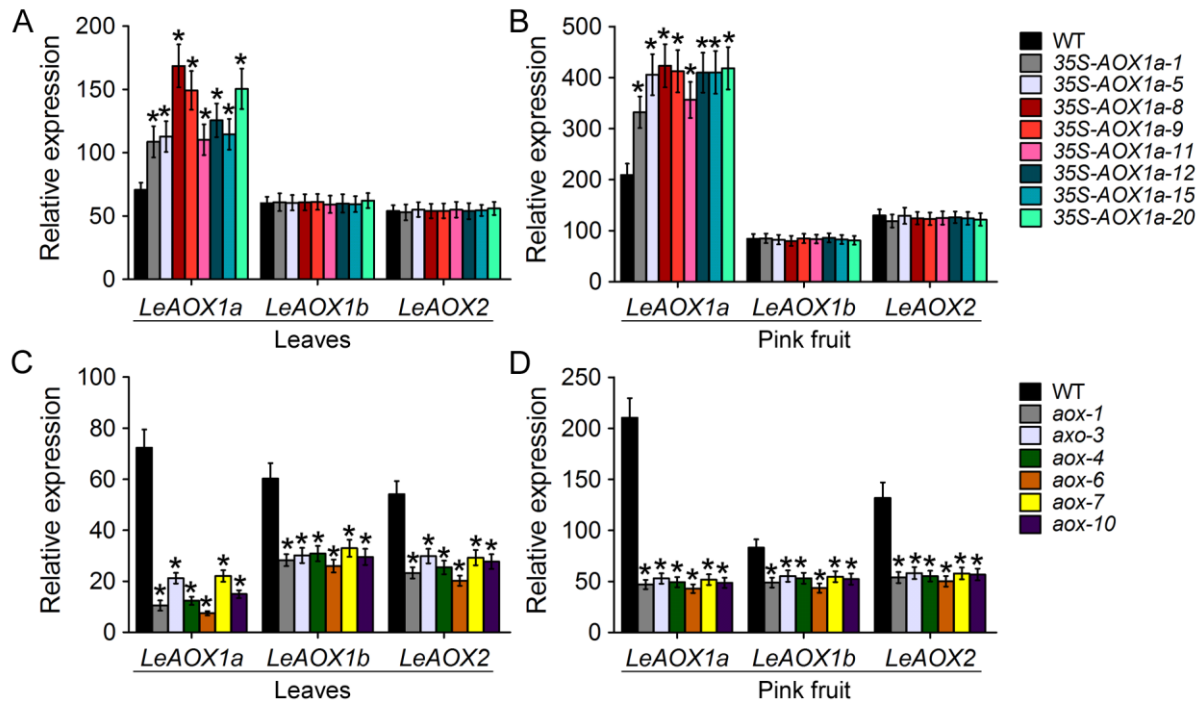 A
Relative expression
200
150
100
50
0
* * * * * * * *
LeAOX1a LeAOX1b LeAOX2
Leaves
B
Relative expression
500
400
300
200
100
0
* * * * * * * *
LeAOX1a LeAOX1b LeAOX2
Pink fruit
WT
35S-AOX1a-1
35S-AOX1a-5
35S-AOX1a-8
35S-AOX1a-9
35S-AOX1a-11
35S-AOX1a-12
35S-AOX1a-15
35S-AOX1a-20
C
Relative expression
100
80
60
40
20
0
* * * * * * * * * * * * * * * * * *
LeAOX1a LeAOX1b LeAOX2
Leaves
D
Relative expression
250
200
150
100
50
0
* * * * * * * * * * * * * * * * * *
LeAOX1a LeAOX1b LeAOX2
Pink fruit
WT
aox-1
axo-3
aox-4
aox-6
aox-7
aox-10